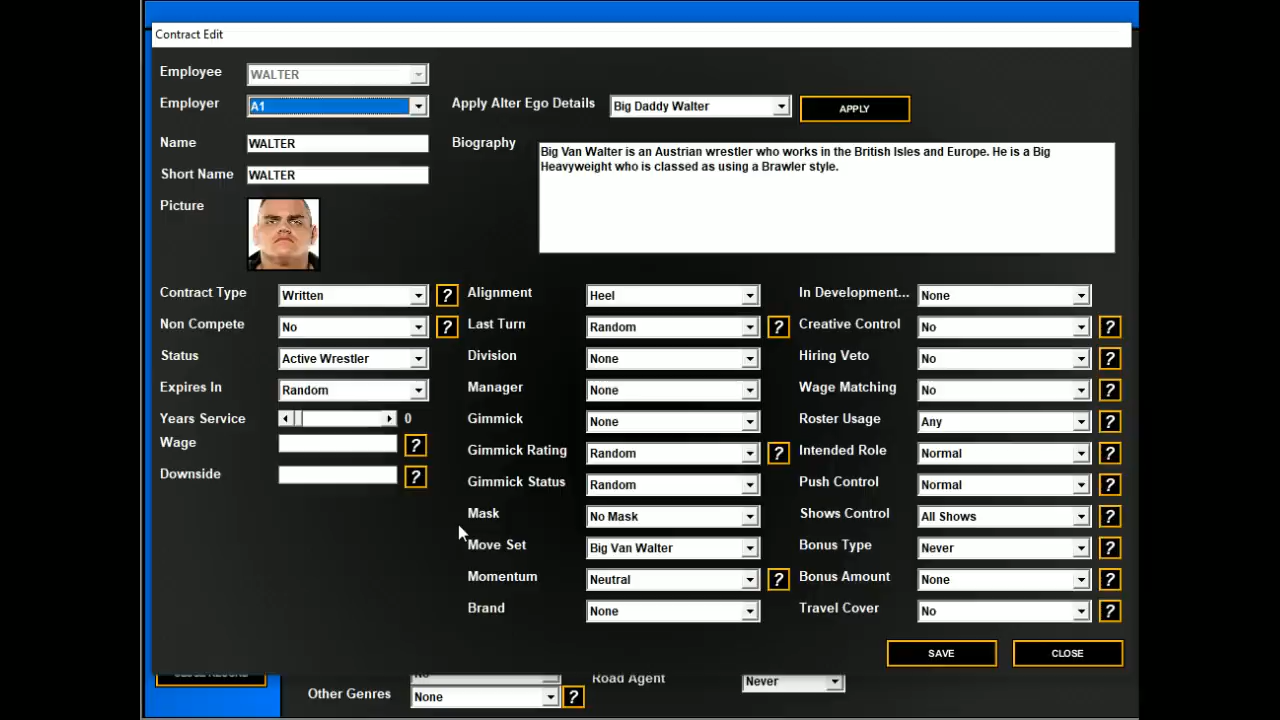 Contract Edit
Employee WALTER
Employer A1 Apply Alter Ego Details Big Daddy Walter APPLY
Name WALTER
Biography Big Van Walter is an Austrian wrestler who works in the British Isles and Europe. He is a Big
Heavyweight who is classed as using a Brawler style.
Short Name WALTER
Picture
Contract Type Written ? Alignment Heel In Development... None
Non Compete No ? Last Turn Random ? Creative Control No ?
Status Active Wrestler Division None Hiring Veto No ?
Expires In Random Manager None Wage Matching No ?
Years Service 0 Gimmick None Roster Usage Any ?
Wage ? Gimmick Rating Random ? Intended Role Normal ?
Downside ? Gimmick Status Random Push Control Normal ?
Mask No Mask Shows Control All Shows ?
Move Set Big Van Walter Bonus Type Never ?
Momentum Neutral ? Bonus Amount None ?
Brand None Travel Cover No ?
SAVE CLOSE
Road Agent Never
Other Genres None ?